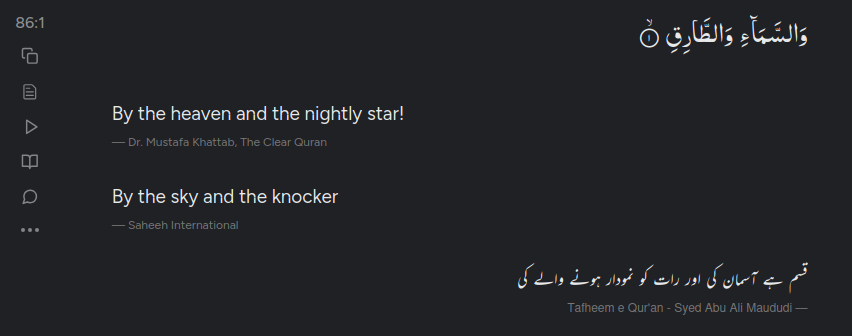 86:1
وَالسَّمَآءِ وَالطَّارِقِ ۙ ١
By the heaven and the nightly star!
— Dr. Mustafa Khattab, The Clear Quran
By the sky and the knocker
— Saheeh International
قسم ہے آسمان کی اور رات کو نمودار ہونے والے کی
Tafheem e Qur'an - Syed Abu Ali Maududi —